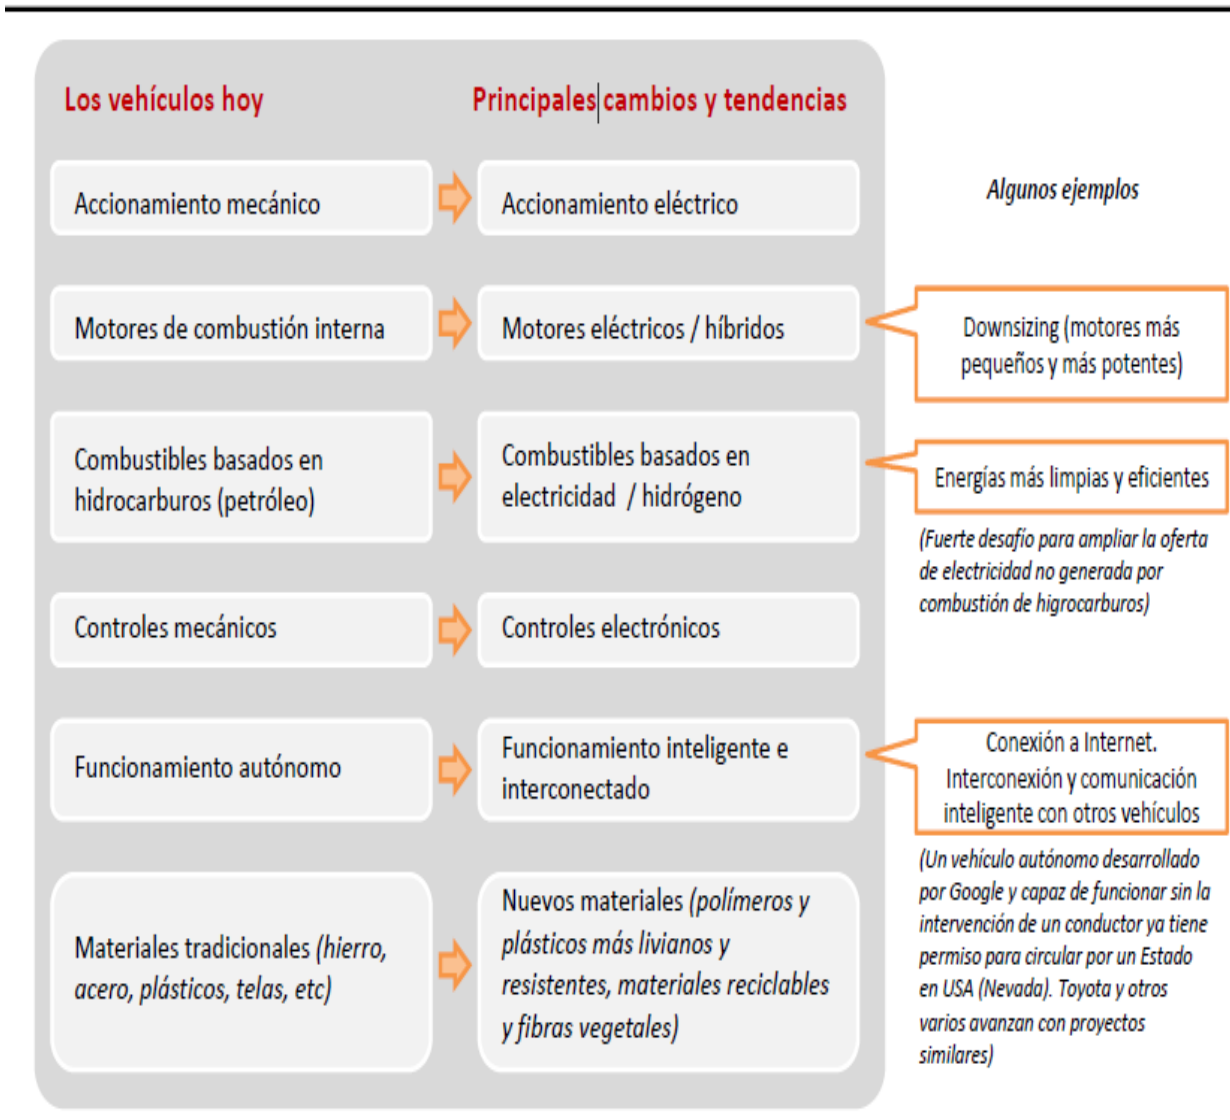 Los vehículos hoy
Principales cambios y tendencias
Algunos ejemplos
Accionamiento mecánico
Accionamiento eléctrico
Motores de combustión interna
Motores eléctricos / híbridos
Downsizing (motores más
pequeños y más potentes)
Combustibles basados en
hidrocarburos (petróleo)
Combustibles basados en
electricidad / hidrógeno
Energías más limpias y eficientes
(Fuerte desafío para ampliar la oferta
de electricidad no generada por
combustión de higrocarburos)
Controles mecánicos
Controles electrónicos
Funcionamiento autónomo
Funcionamiento inteligente e
interconectado
Conexión a Internet.
Interconexión y comunicación
inteligente con otros vehículos
(Un vehículo autónomo desarrollado
por Google y capaz de funcionar sin la
intervención de un conductor ya tiene
permiso para circular por un Estado
en USA (Nevada). Toyota y otros
varios avanzan con proyectos
similares)
Materiales tradicionales (hierro,
acero, plásticos, telas, etc)
Nuevos materiales (polímeros y
plásticos más livianos y
resistentes, materiales reciclables
y fibras vegetales)